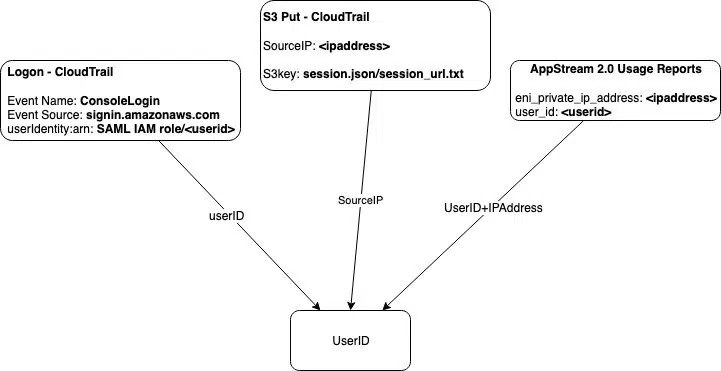 S3 Put - CloudTrail
SourceIP: <ipaddress>
S3key: session.json/session_url.txt
Logon - CloudTrail
Event Name: ConsoleLogin
Event Source: signin.amazonaws.com
userIdentity:arn: SAML IAM role/<userid>
AppStream 2.0 Usage Reports
eni_private_ip_address: <ipaddress>
user_id: <userid>
userID
SourceIP
UserID+IPAddress
UserID